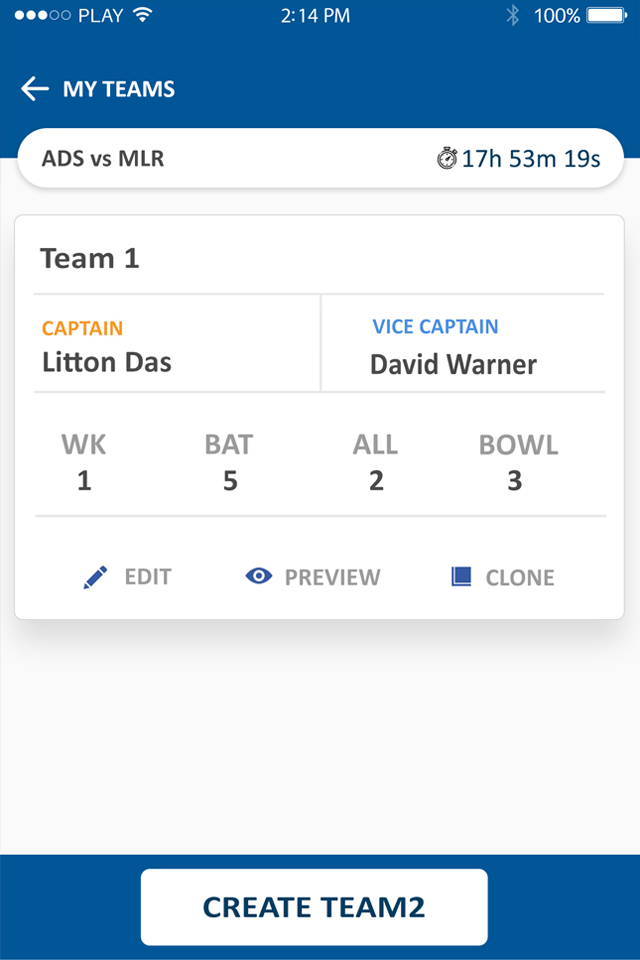 PLAY 2:14 PM 100%
MY TEAMS
ADS vs MLR 17h 53m 19s
Team 1
CAPTAIN VICE CAPTAIN
Litton Das David Warner
WK BAT ALL BOWL
1 5 2 3
EDIT PREVIEW CLONE
CREATE TEAM2